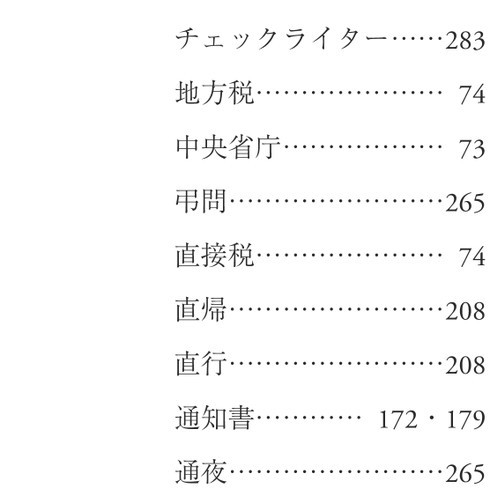 チェックライター……283
地方税………………… 74
中央省庁……………… 73
弔問……………………265
直接税………………… 74
直帰……………………208
直行……………………208
通知書………… 172・179
通夜……………………265